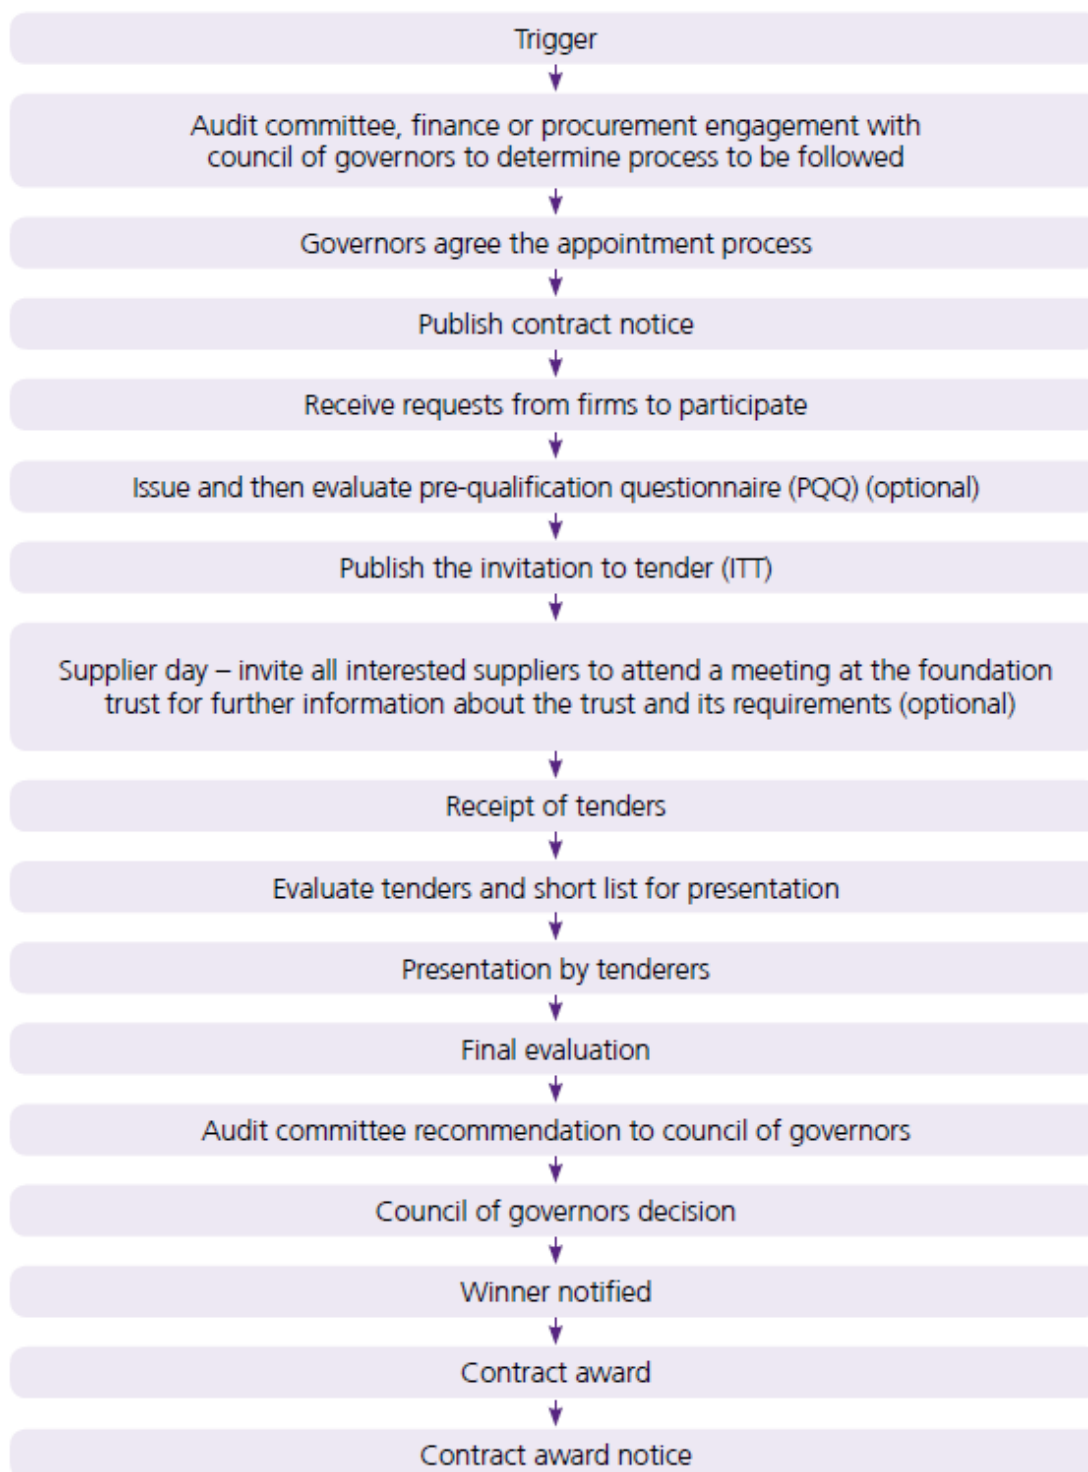 Trigger
Audit committee, finance or procurement engagement with
council of governors to determine process to be followed
Governors agree the appointment process
Publish contract notice
Receive requests from firms to participate
Issue and then evaluate pre-qualification questionnaire (PQQ) (optional)
Publish the invitation to tender (ITT)
Supplier day – invite all interested suppliers to attend a meeting at the foundation
trust for further information about the trust and its requirements (optional)
Receipt of tenders
Evaluate tenders and short list for presentation
Presentation by tenderers
Final evaluation
Audit committee recommendation to council of governors
Council of governors decision
Winner notified
Contract award
Contract award notice